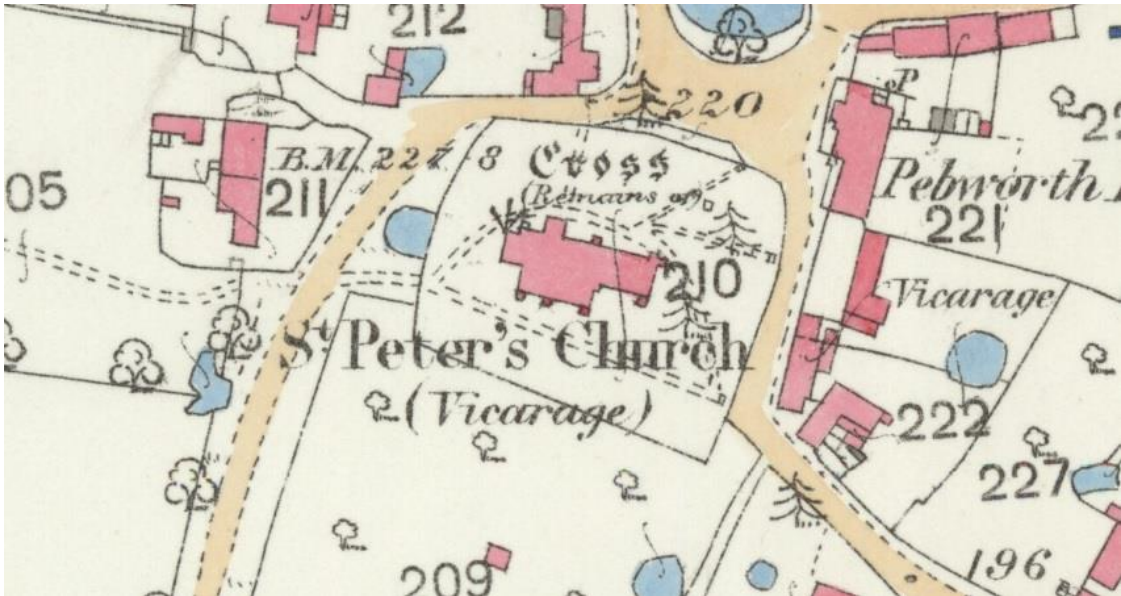 212
220
B.M. 227·8
Cross
(Remains of)
P
05
211
Pebworth
221
210
Vicarage
St. Peter's Church
(Vicarage)
222
227
209
196